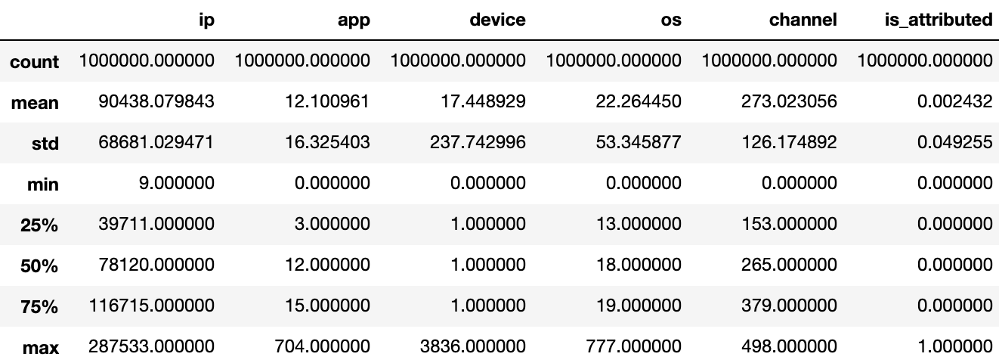 ip app device os channel is_attributed
count 1000000.000000 1000000.000000 1000000.000000 1000000.000000 1000000.000000 1000000.000000
mean 90438.079843 12.100961 17.448929 22.264450 273.023056 0.002432
std 68681.029471 16.325403 237.742996 53.345877 126.174892 0.049255
min 9.000000 0.000000 0.000000 0.000000 0.000000 0.000000
25% 39711.000000 3.000000 1.000000 13.000000 153.000000 0.000000
50% 78120.000000 12.000000 1.000000 18.000000 265.000000 0.000000
75% 116715.000000 15.000000 1.000000 19.000000 379.000000 0.000000
max 287533.000000 704.000000 3836.000000 777.000000 498.000000 1.000000